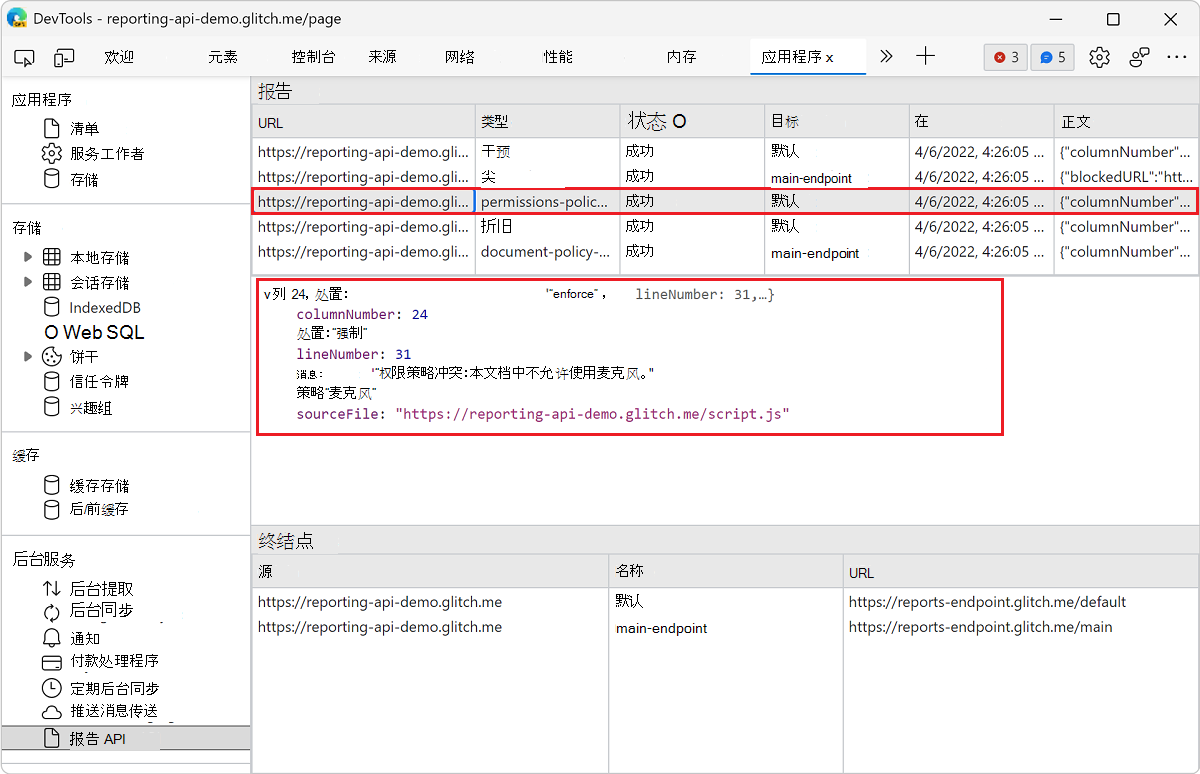 DevTools - reporting-api-demo.glitch.me/page
欢迎 元素 控制台 来源 网络 性能 内存 应用程序 x 3 5
应用程序
清单
服务工作者
存储
存储
本地存储
会话存储
IndexedDB
O Web SQL
饼干
信任令牌
兴趣组
缓存
缓存存储
后/前缓存
后台服务
后台提取
后台同步
通知
付款处理程序
定期后台同步
推送消息传送
报告 API
报告
URL 类型 状态 O 目标 在 正文
https://reporting-api-demo.gli... 干预 成功 默认 4/6/2022, 4:26:05 ... {"columnNumber"...
https://reporting-api-demo.gli... 尖 成功 main-endpoint 4/6/2022, 4:26:05 ... {"blockedURL":"htt...
https://reporting-api-demo.gli... permissions-polic... 成功 默认 4/6/2022, 4:26:05 ... {"columnNumber"...
https://reporting-api-demo.gli... 折旧 成功 默认 4/6/2022, 4:26:05 ... {"columnNumber"...
https://reporting-api-demo.gli... document-policy-... 成功 main-endpoint 4/6/2022, 4:26:05 ... {"columnNumber"...
v列 24, 处置: '"enforce", lineNumber: 31,…}
columnNumber: 24
处置:"强制"
lineNumber: 31
消息: '"权限策略冲突:本文档中不允许使用麦克风。"
策略"麦克风"
sourceFile: "https://reporting-api-demo.glitch.me/script.js"
终结点
源 名称 URL
https://reporting-api-demo.glitch.me 默认 https://reports-endpoint.glitch.me/default
https://reporting-api-demo.glitch.me main-endpoint https://reports-endpoint.glitch.me/main